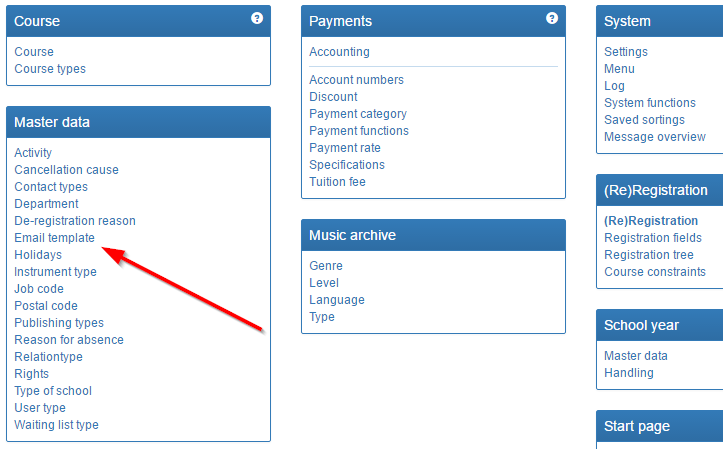 Course
?
Course
Course types
Master data
Activity
Cancellation cause
Contact types
Department
De-registration reason
Email template
Holidays
Instrument type
Job code
Postal code
Publishing types
Reason for absence
Relationtype
Rights
Type of school
User type
Waiting list type
Payments
?
Accounting
Account numbers
Discount
Payment category
Payment functions
Payment rate
Specifications
Tuition fee
Music archive
Genre
Level
Language
Type
System
Settings
Menu
Log
System functions
Saved sortings
Message overview
(Re)Registration
(Re)Registration
Registration fields
Registration tree
Course constraints
School year
Master data
Handling
Start page